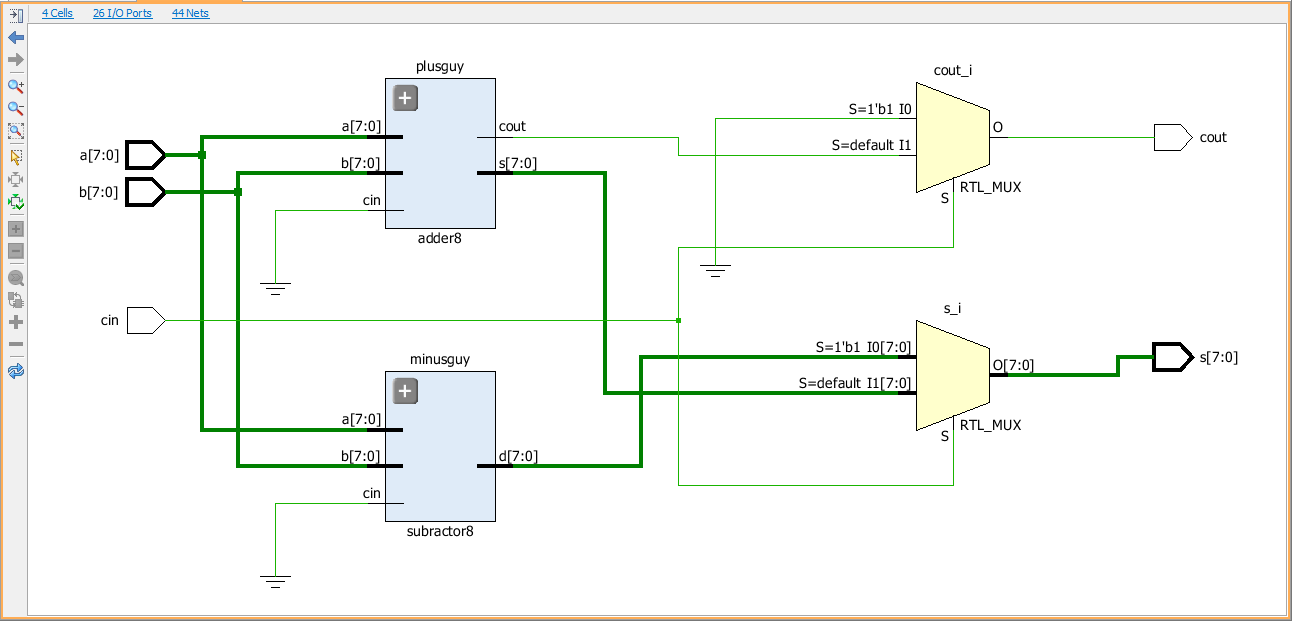 4 Cells 26 I/O Ports 44 Nets
plusguy
a[7:0]
b[7:0]
cin
cout
s[7:0]
adder8
a[7:0]
b[7:0]
cin
minusguy
a[7:0]
b[7:0]
cin
d[7:0]
subractor8
cout_i
S=1'b1 I0
S=default I1
O
S
RTL_MUX
cout
s_i
S=1'b1 I0[7:0]
S=default I1[7:0]
O[7:0]
S
RTL_MUX
s[7:0]